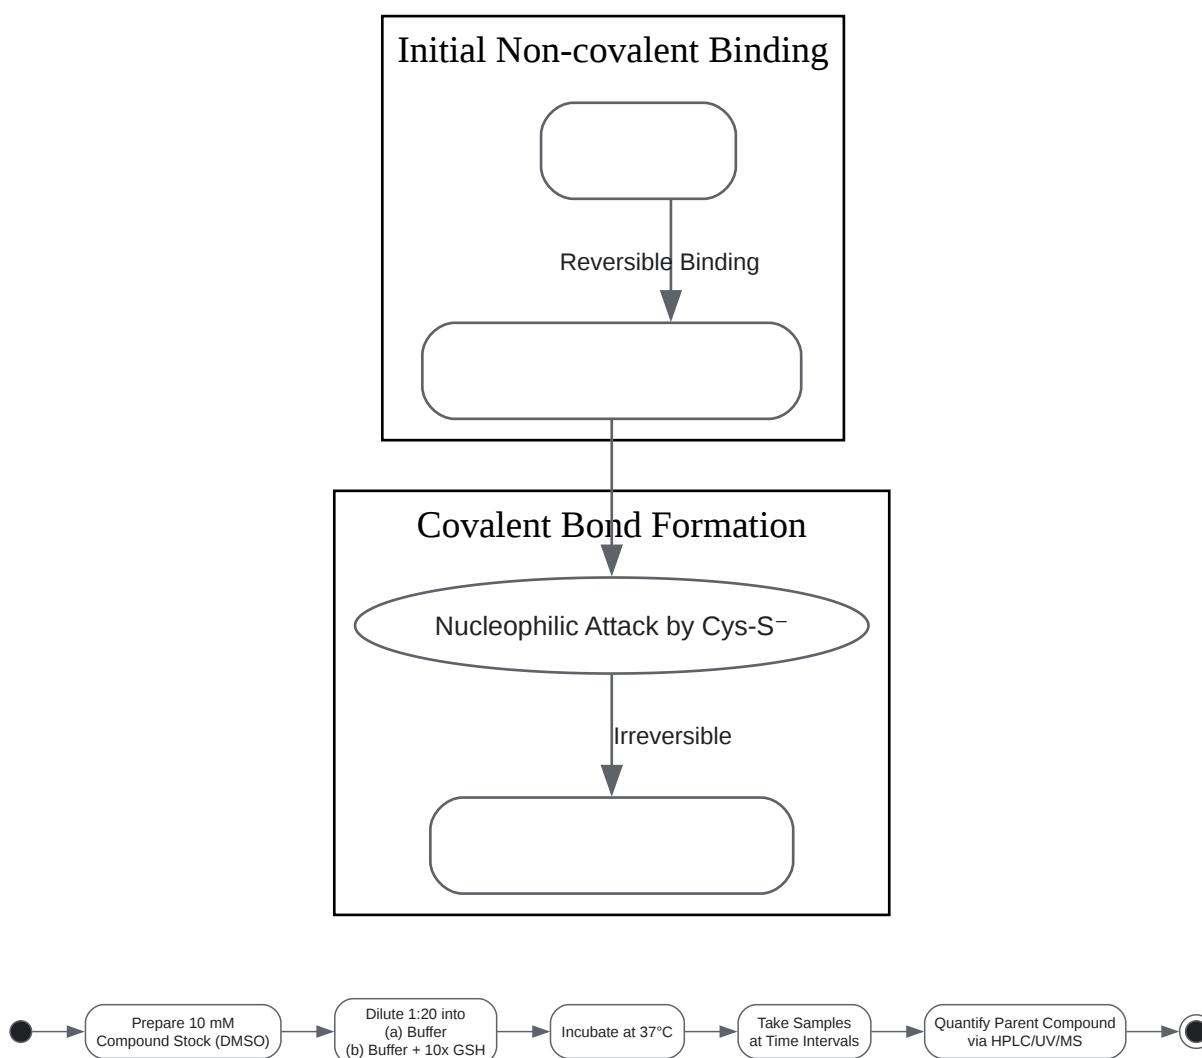 Initial Non-covalent Binding
Reversible Binding
Covalent Bond Formation
Nucleophilic Attack by Cys-S⁻
Irreversible
Prepare 10 mM
Compound Stock (DMSO)
Dilute 1:20 into
(a) Buffer
(b) Buffer + 10x GSH
Incubate at 37°C
Take Samples
at Time Intervals
Quantify Parent Compound
via HPLC/UV/MS